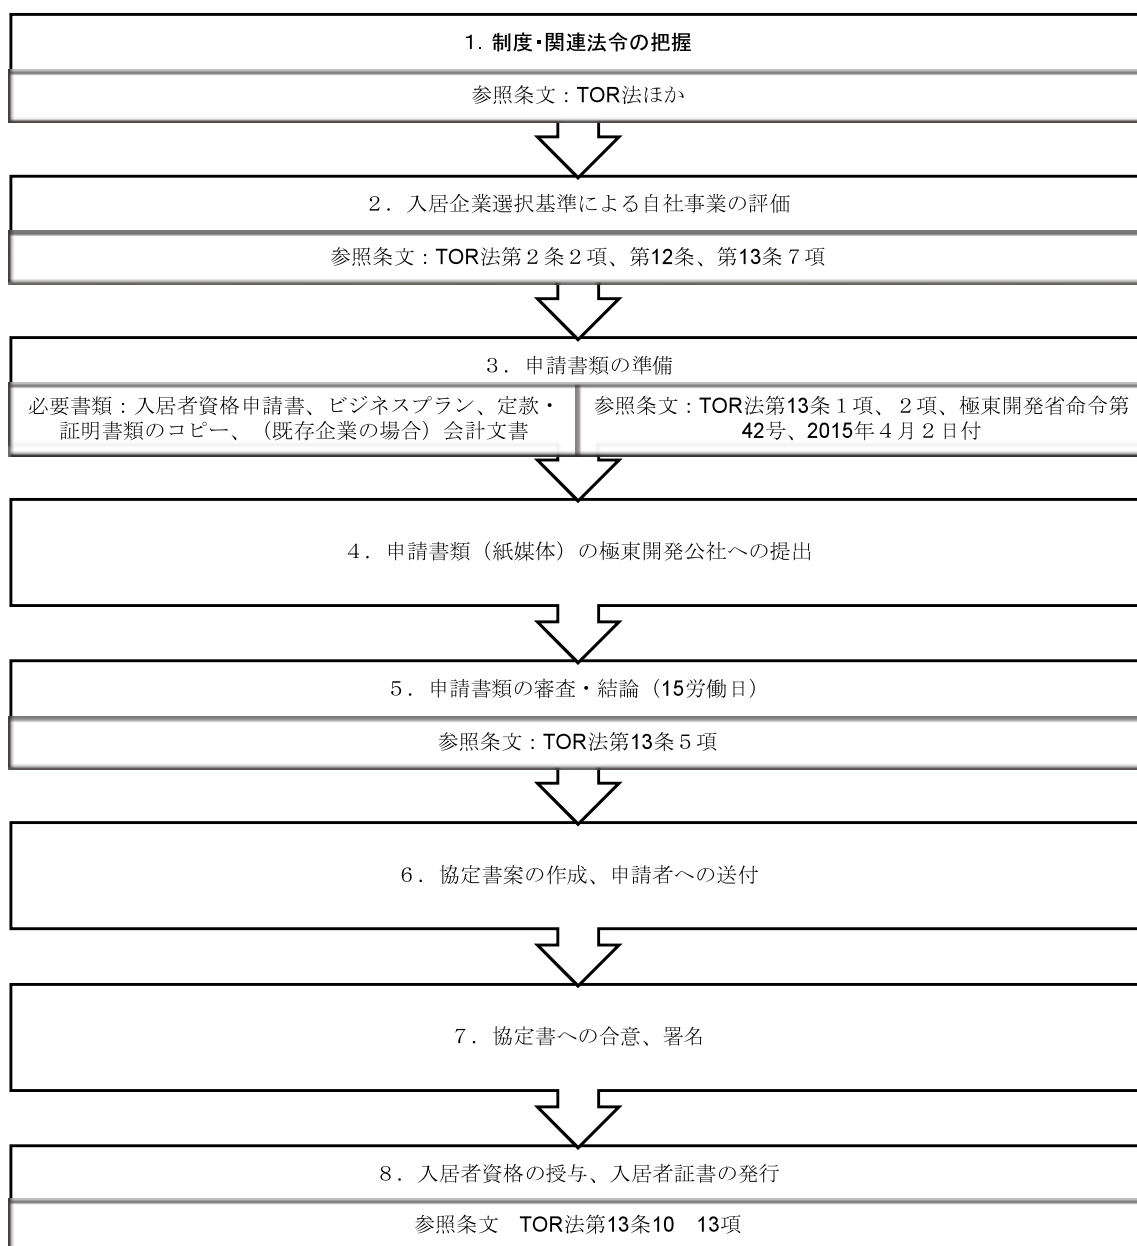 1. 制度・関連法令の把握
参照条文：TOR法ほか
２．入居企業選択基準による自社事業の評価
参照条文：TOR法第２条２項、第12条、第13条７項
３．申請書類の準備
必要書類：入居者資格申請書、ビジネスプラン、定款・
証明書類のコピー、（既存企業の場合）会計文書
参照条文：TOR法第13条１項、２項、極東開発省命令第
42号、2015年４月２日付
４．申請書類（紙媒体）の極東開発公社への提出
５．申請書類の審査・結論（15労働日）
参照条文：TOR法第13条５項
６．協定書案の作成、申請者への送付
７．協定書への合意、署名
８．入居者資格の授与、入居者証書の発行
参照条文　TOR法第13条10　13項